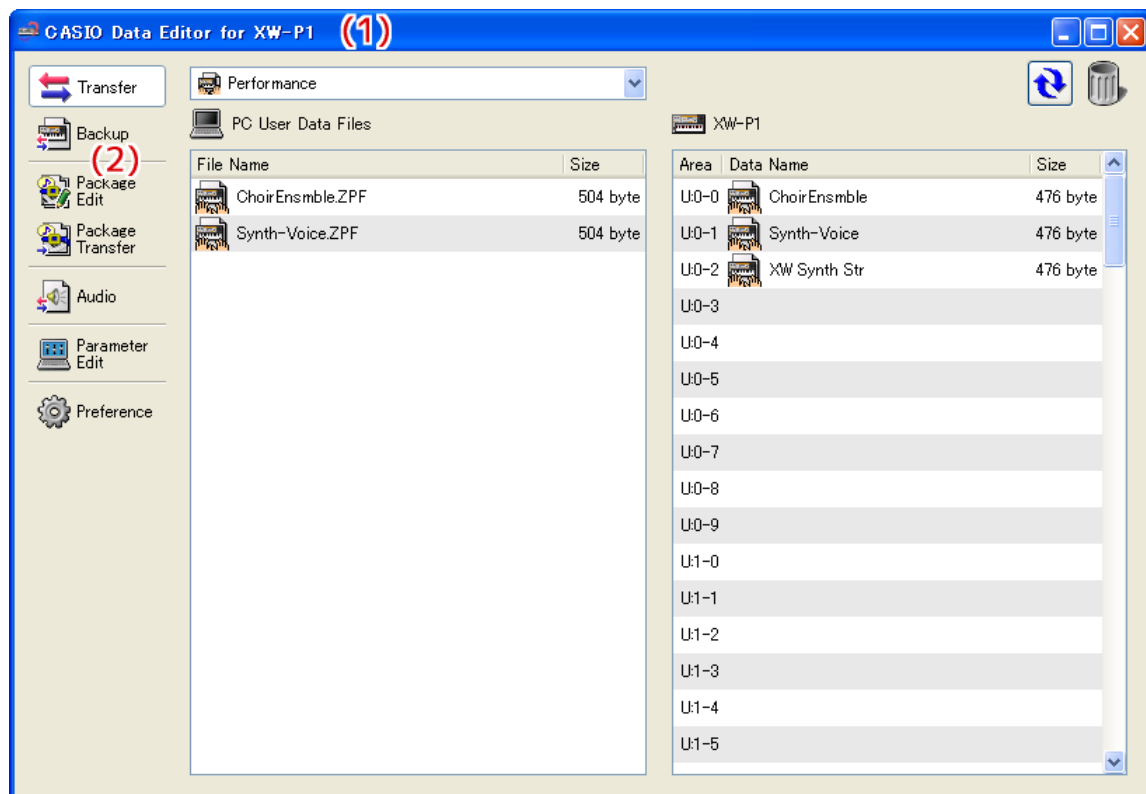 CASIO Data Editor for XW-P1 (1)
Transfer
Performance
Backup
PC User Data Files
XW-P1
(2)
Package
Edit
Package
Transfer
Audio
Parameter
Edit
Preference
File Name Size
ChoirEnsmble.ZPF 504 byte
Synth-Voice.ZPF 504 byte
Area Data Name Size
U:0-0 ChoirEnsmble 476 byte
U:0-1 Synth-Voice 476 byte
U:0-2 XW Synth Str 476 byte
U:0-3
U:0-4
U:0-5
U:0-6
U:0-7
U:0-8
U:0-9
U:1-0
U:1-1
U:1-2
U:1-3
U:1-4
U:1-5